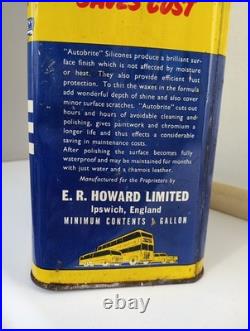 SAVES COST
"Autobrite" Silicones produce a brilliant sur-
face finish which is not affected by moisture
or heat. They also provide efficient dust
protection. To this in the wax formula
add wonderful depth of shine and also cover
minor surface scratches. "Autobrite" cuts out
hours and hours of avoidable cleaning and
polishing, gives paintwork and chromium a
longer life and thus effects a considerable
saving in maintenance costs.
After polishing the surface becomes fully
waterproof and may be maintained for months
with just water and a chamois leather.
Manufactured for the Proprietors by
E. R. HOWARD LIMITED
Ipswich, England
MINIMUM CONTENTS ½ GALLON